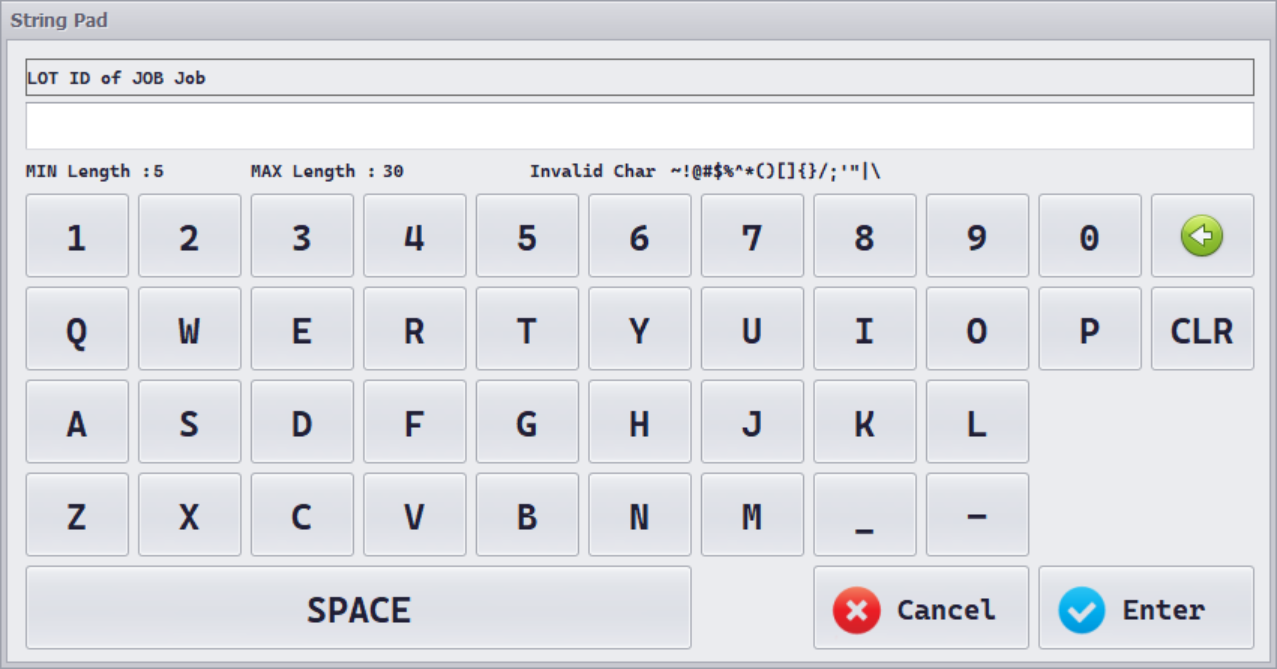 String Pad
LOT ID of JOB Job
MIN Length :5 MAX Length : 30 Invalid Char ~!@#$%^*()[]{}/;'"|\
1 2 3 4 5 6 7 8 9 0
Q W E R T Y U I O P CLR
A S D F G H J K L
Z X C V B N M _ -
SPACE Cancel Enter